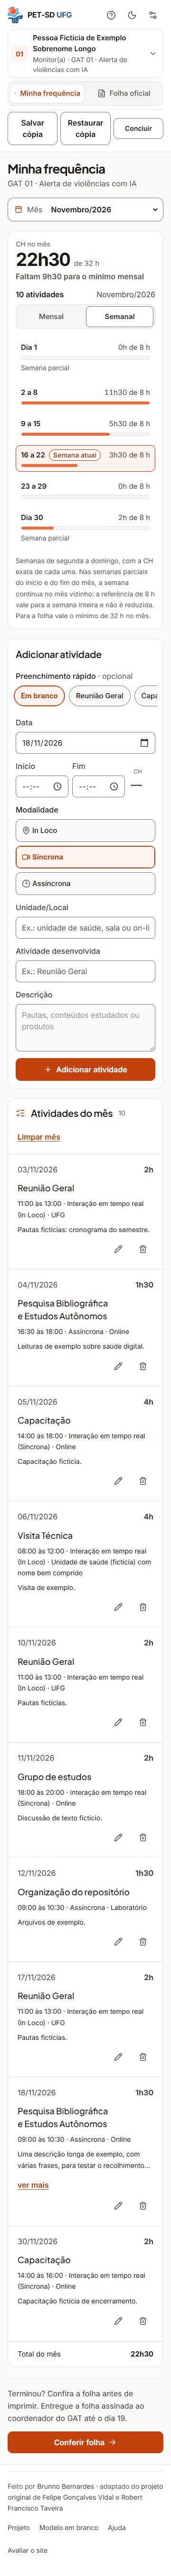 PET-SD UFG
01
Pessoa Fictícia de Exemplo
Sobrenome Longo
Monitor(a) · GAT 01 · Alerta de
violências com IA
Minha frequência
Folha oficial
Salvar
cópia
Restaurar
cópia
Concluir
Minha frequência
GAT 01 · Alerta de violências com IA
Mês
Novembro/2026
CH no mês
22h30 de 32 h
Faltam 9h30 para o mínimo mensal
10 atividades
Novembro/2026
Mensal
Semanal
Dia 1
0h de 8 h
Semana parcial
2 a 8
11h30 de 8 h
9 a 15
5h30 de 8 h
16 a 22
Semana atual
3h30 de 8 h
23 a 29
0h de 8 h
Dia 30
2h de 8 h
Semana parcial
Semanas de segunda a domingo, com a CH
exata de cada uma. Nas semanas parciais
do início e do fim do mês, a semana
continua no mês vizinho: a referência de 8 h
vale para a semana inteira e não é reduzida.
Para a folha vale o mínimo de 32 h no mês.
Adicionar atividade
Preenchimento rápido · opcional
Em branco
Reunião Geral
Capa
Data
18/11/2026
Início
Fim
CH
--:--
--:--
—
Modalidade
In Loco
Síncrona
Assíncrona
Unidade/Local
Ex.: unidade de saúde, sala ou on-li
Atividade desenvolvida
Ex.: Reunião Geral
Descrição
Pautas, conteúdos estudados ou
produtos
+ Adicionar atividade
Atividades do mês 10
Limpar mês
03/11/2026
2h
Reunião Geral
11:00 às 13:00 · Interação em tempo real
(In Loco) · UFG
Pautas fictícias: cronograma do semestre.
04/11/2026
1h30
Pesquisa Bibliográfica
e Estudos Autônomos
16:30 às 18:00 · Assíncrona · Online
Leituras de exemplo sobre saúde digital.
05/11/2026
4h
Capacitação
14:00 às 18:00 · Interação em tempo real
(Síncrona) · Online
Capacitação fictícia.
06/11/2026
4h
Visita Técnica
08:00 às 12:00 · Interação em tempo real
(In Loco) · Unidade de saúde (fictícia) com
nome bem comprido
Visita de exemplo.
10/11/2026
2h
Reunião Geral
11:00 às 13:00 · Interação em tempo real
(In Loco) · UFG
Pautas fictícias.
11/11/2026
2h
Grupo de estudos
18:00 às 20:00 · Interação em tempo real
(Síncrona) · Online
Discussão de texto fictício.
12/11/2026
1h30
Organização do repositório
09:00 às 10:30 · Assíncrona · Laboratório
Arquivos de exemplo.
17/11/2026
2h
Reunião Geral
11:00 às 13:00 · Interação em tempo real
(In Loco) · UFG
Pautas fictícias.
18/11/2026
1h30
Pesquisa Bibliográfica
e Estudos Autônomos
09:00 às 10:30 · Assíncrona · Online
Uma descrição longa de exemplo, com
várias frases, para testar o recolhimento...
ver mais
30/11/2026
2h
Capacitação
14:00 às 16:00 · Interação em tempo real
(Síncrona) · Online
Capacitação fictícia de encerramento.
Total do mês
22h30
Terminou? Confira a folha antes de
imprimir. Entregue a folha assinada ao
coordenador do GAT até o dia 19.
Conferir folha →
Feito por Bruno Bernardes · adaptado do projeto
original de Felipe Gonçalves Vidal e Robert
Francisco Taveira
Projeto
Modelo em branco
Ajuda
Avaliar o site